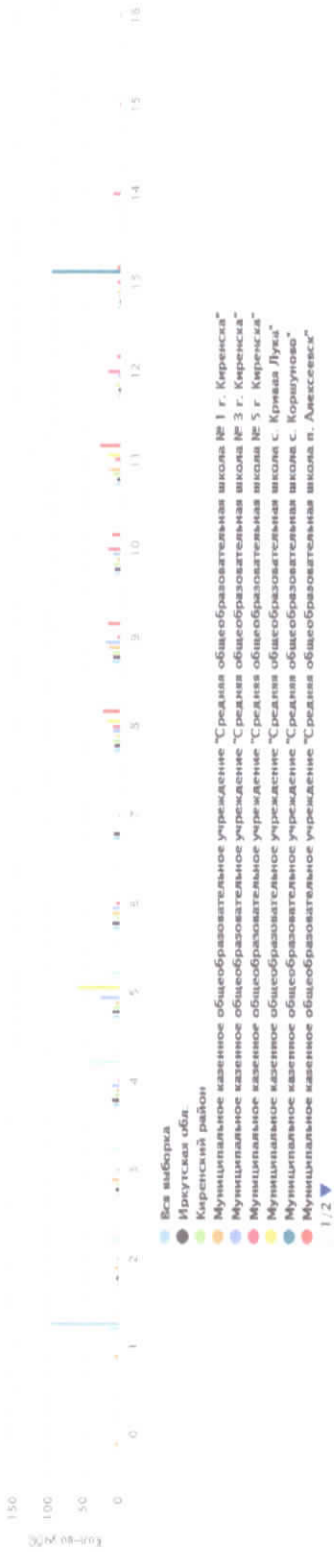 Кол-во уч. (%)
150
100
50
0
0 1 2 3 4 5 6 7 8 9 10 11 12 13 14 15 16
Вся выборка
Иркутская обл.
Киренский район
Муниципальное казенное общеобразовательное учреждение "Средняя общеобразовательная школа № 1 г. Киренска"
Муниципальное казенное общеобразовательное учреждение "Средняя общеобразовательная школа № 3 г. Киренска"
Муниципальное казенное общеобразовательное учреждение "Средняя общеобразовательная школа № 5 г. Киренска"
Муниципальное казенное общеобразовательное учреждение "Средняя общеобразовательная школа с. Кривая Лука"
Муниципальное казенное общеобразовательное учреждение "Средняя общеобразовательная школа с. Коршуново"
Муниципальное казенное общеобразовательное учреждение "Средняя общеобразовательная школа п. Алексеевск"
1/2